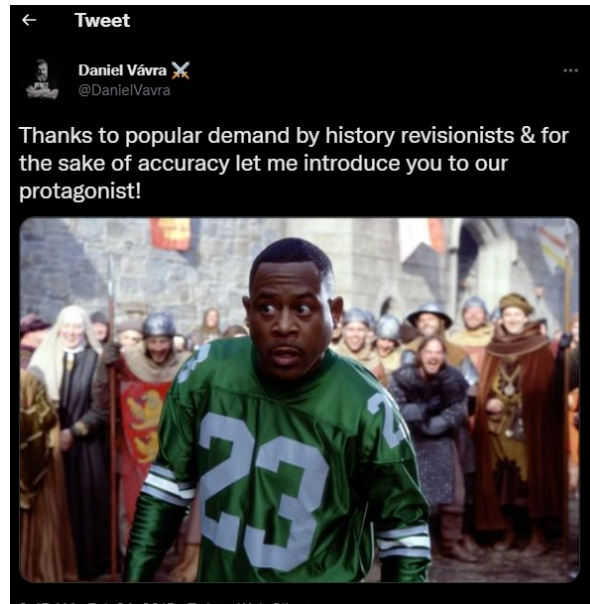 Tweet
Daniel Vávra
@DanielVavra
Thanks to popular demand by history revisionists & for
the sake of accuracy let me introduce you to our
protagonist!
23
2